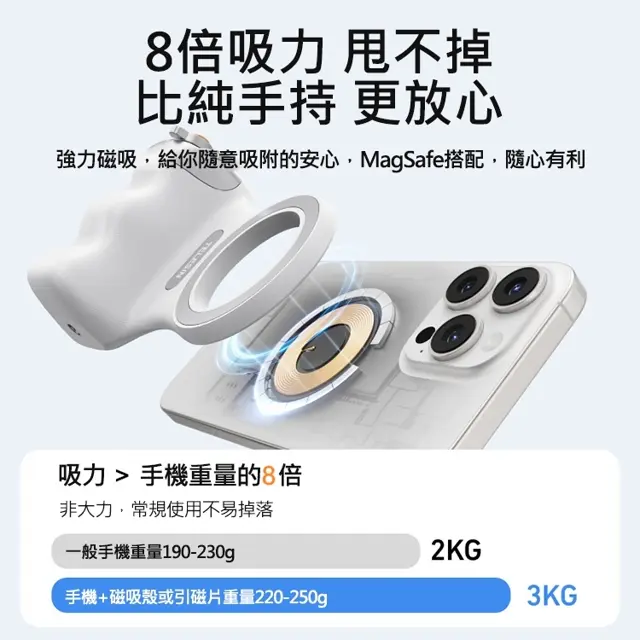 8倍吸力 甩不掉
比純手持 更放心
強力磁吸，給你隨意吸附的安心，MagSafe搭配，隨心有利
TELESIN
吸力 > 手機重量的8倍
非大力，常規使用不易掉落
一般手機重量190-230g 2KG
手機+磁吸殼或引磁片重量220-250g 3KG